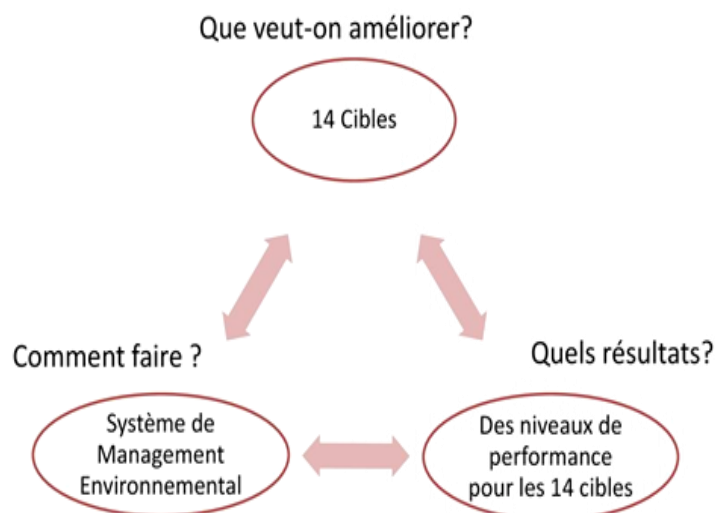 Que veut-on améliorer?
14 Cibles
Comment faire ?
Système de
Management
Environnemental
Quels résultats?
Des niveaux de
performance
pour les 14 cibles